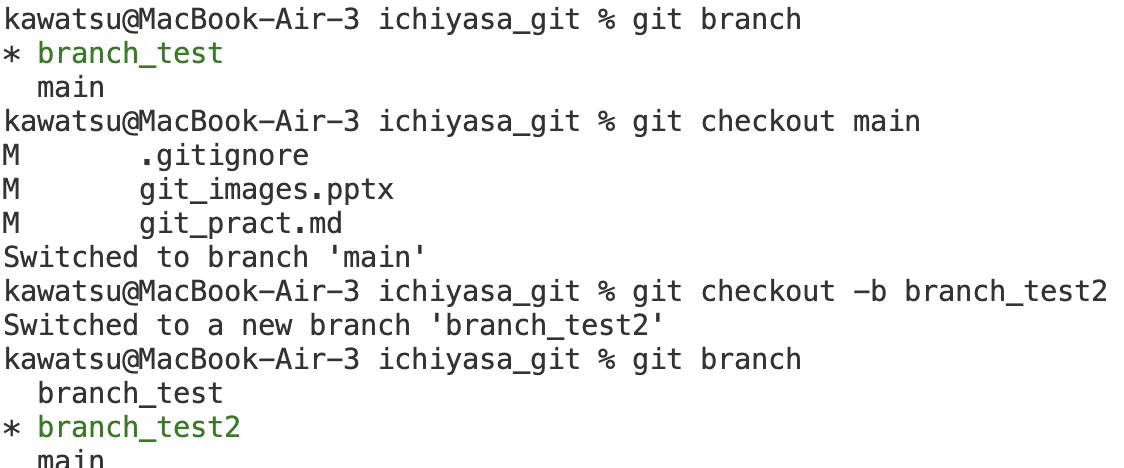 kawatsu@MacBook-Air-3 ichiyasa_git % git branch
* branch_test
  main
kawatsu@MacBook-Air-3 ichiyasa_git % git checkout main
M       .gitignore
M       git_images.pptx
M       git_pract.md
Switched to branch 'main'
kawatsu@MacBook-Air-3 ichiyasa_git % git checkout -b branch_test2
Switched to a new branch 'branch_test2'
kawatsu@MacBook-Air-3 ichiyasa_git % git branch
  branch_test
* branch_test2
  main